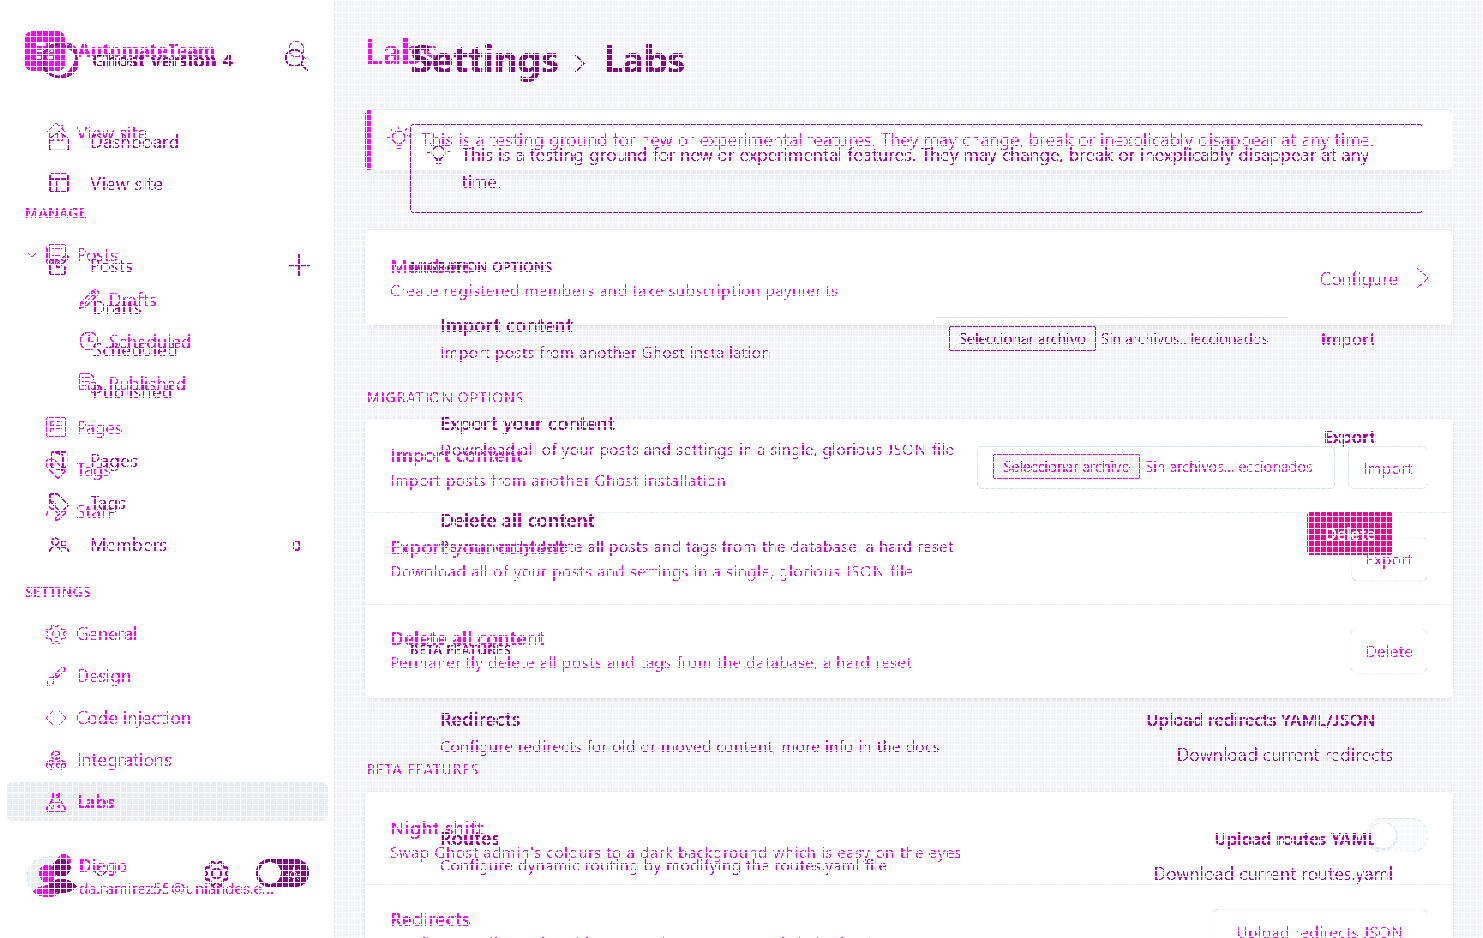 AutomateTeam
Ghost version 4
Labs
Settings > Labs
View site
Dashboard
View site
This is a testing ground for new or experimental features. They may change, break or inexplicably disappear at any time.
This is a testing ground for new or experimental features. They may change, break or inexplicably disappear at any
time.
MANAGE
Posts
Posts
Drafts
Drafts
Scheduled
Scheduled
Published
Published
Pages
Pages
Tags
Tags
Staff
Members
0
SETTINGS
General
Design
Code injection
Integrations
Labs
Diego
da.ramirez55@uniandes.e...
Members
MIGRATION OPTIONS
Create registered members and take subscription payments
Configure
Import content
Import posts from another Ghost installation
Seleccionar archivo Sin archivos... leccionados
Import
MIGRATION OPTIONS
Export your content
Download all of your posts and settings in a single, glorious JSON file
Export
Import content
Import posts from another Ghost installation
Seleccionar archivo Sin archivos... eccionados
Import
Delete all content
Permanently delete all posts and tags from the database, a hard reset
Delete
Export your content
Download all of your posts and settings in a single, glorious JSON file
Export
Delete all content
BETA FEATURES
Permanently delete all posts and tags from the database, a hard reset
Delete
Redirects
Upload redirects YAML/JSON
Configure redirects for old or moved content, more info in the docs
Download current redirects
BETA FEATURES
Night shift
Routes
Upload routes YAML
Swap Ghost admin's colours to a dark background which is easy on the eyes
Configure dynamic routing by modifying the routes.yaml file
Download current routes.yaml
Redirects
Upload redirects JSON